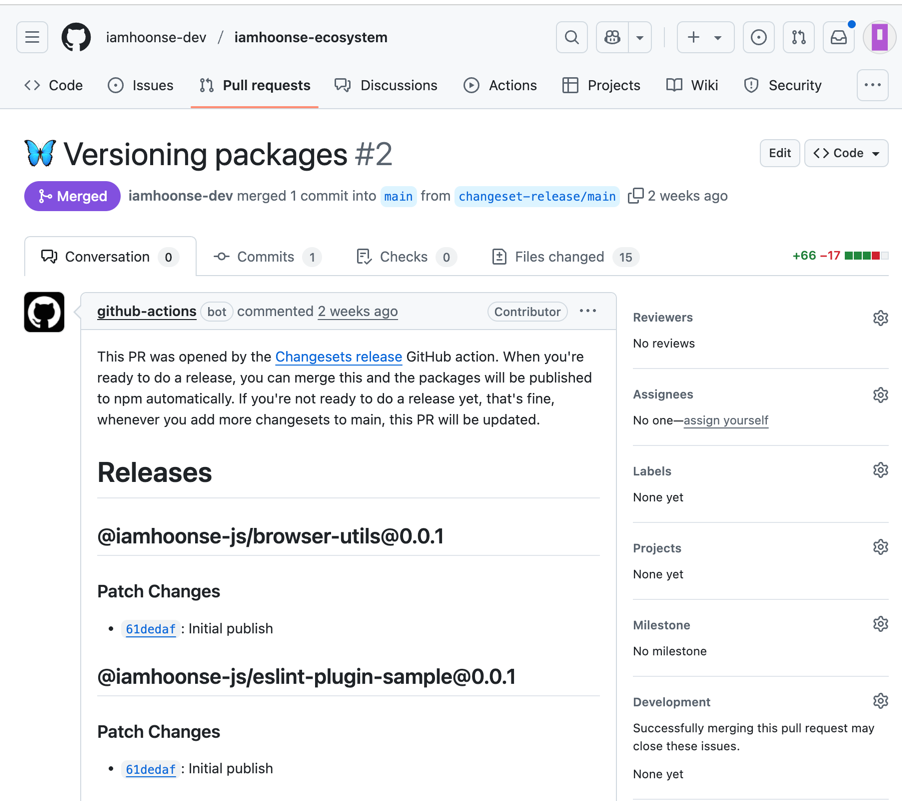 iamhoonse-dev / iamhoonse-ecosystem
Code Issues Pull requests Discussions Actions Projects Wiki Security
🦋 Versioning packages #2
Edit
Code
Merged
iamhoonse-dev merged 1 commit into main from changeset-release/main 2 weeks ago
Conversation 0
Commits 1
Checks 0
Files changed 15
+66 −17
github-actions bot commented 2 weeks ago
Contributor
This PR was opened by the Changesets release GitHub action. When you're
ready to do a release, you can merge this and the packages will be published
to npm automatically. If you're not ready to do a release yet, that's fine,
whenever you add more changesets to main, this PR will be updated.
Releases
@iamhoonse-js/browser-utils@0.0.1
Patch Changes
• 61dedaf : Initial publish
@iamhoonse-js/eslint-plugin-sample@0.0.1
Patch Changes
• 61dedaf : Initial publish
Reviewers
No reviews
Assignees
No one—assign yourself
Labels
None yet
Projects
None yet
Milestone
No milestone
Development
Successfully merging this pull request may
close these issues.
None yet